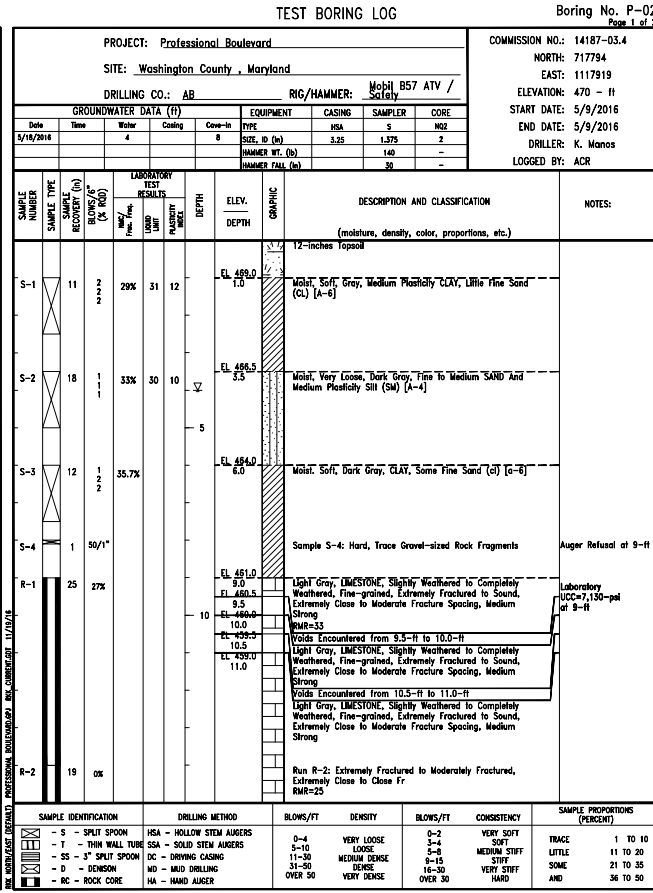 TEST BORING LOG
Boring No. P-02
Page 1 of
PROJECT: Professional Boulevard
SITE: Washington County , Maryland
DRILLING CO.: AB
RIG/HAMMER: Mobil B57 ATV /
Safety
COMMISSION NO.: 14187-03.4
NORTH: 717794
EAST: 1117919
ELEVATION: 470 - ft
START DATE: 5/9/2016
END DATE: 5/9/2016
DRILLER: K. Manos
LOGGED BY: ACR
GROUNDWATER DATA (ft)
Date Time Water Casing Cave-in
5/18/2016 4 8
EQUIPMENT CASING SAMPLER CORE
TYPE HSA S NQ2
SIZE, ID (in) 3.25 1.375 2
HAMMER WT. (lb) 140 -
HAMMER FALL (in) 30 -
SAMPLE NUMBER
SAMPLE TYPE
SAMPLE RECOVERY (in)
BLOWS/6" (% RQD)
LABORATORY TEST RESULTS
NMC/ Frac. Freq.
LIQUID LIMIT
PLASTICITY INDEX
DEPTH
ELEV.
DEPTH
GRAPHIC
DESCRIPTION AND CLASSIFICATION
(moisture, density, color, proportions, etc.)
NOTES:
12-inches Topsoil
EL 469.0
1.0
S-1 11 2 2 2 29% 31 12
Moist, Soft, Gray, Medium Plasticity CLAY, Little Fine Sand
(CL) [A-6]
EL 466.5
3.5
S-2 18 1 1 1 33% 30 10
Moist, Very Loose, Dark Gray, Fine to Medium SAND And
Medium Plasticity Silt (SM) [A-4]
5
EL 464.0
6.0
S-3 12 1 2 2 35.7%
Moist. Soft, Dark Gray, CLAY, Some Fine Sand (cl) [a-6]
S-4 1 50/1"
Sample S-4: Hard, Trace Gravel-sized Rock Fragments
Auger Refusal at 9-ft
EL 461.0
9.0
R-1 25 27%
Light Gray, LIMESTONE, Slightly Weathered to Completely
Weathered, Fine-grained, Extremely Fractured to Sound,
Extremely Close to Moderate Fracture Spacing, Medium
Strong
RMR=33
Laboratory
UCC=7,130-psi
at 9-ft
EL 460.5
9.5
10
EL 460.0
10.0
Voids Encountered from 9.5-ft to 10.0-ft
EL 459.5
10.5
Light Gray, LIMESTONE, Slightly Weathered to Completely
Weathered, Fine-grained, Extremely Fractured to Sound,
Extremely Close to Moderate Fracture Spacing, Medium
Strong
EL 459.0
11.0
Voids Encountered from 10.5-ft to 11.0-ft
Light Gray, LIMESTONE, Slightly Weathered to Completely
Weathered, Fine-grained, Extremely Fractured to Sound,
Extremely Close to Moderate Fracture Spacing, Medium
Strong
R-2 19 0%
Run R-2: Extremely Fractured to Moderately Fractured,
Extremely Close to Close Fr
RMR=25
SAMPLE IDENTIFICATION
- S - SPLIT SPOON
- T - THIN WALL TUBE
- SS - 3" SPLIT SPOON
- D - DENISON
- RC - ROCK CORE
DRILLING METHOD
HSA - HOLLOW STEM AUGERS
SSA - SOLID STEM AUGERS
DC - DRIVING CASING
MD - MUD DRILLING
HA - HAND AUGER
BLOWS/FT DENSITY
0-4 VERY LOOSE
5-10 LOOSE
11-30 MEDIUM DENSE
31-50 DENSE
OVER 50 VERY DENSE
BLOWS/FT CONSISTENCY
0-2 VERY SOFT
3-4 SOFT
5-8 MEDIUM STIFF
9-15 STIFF
16-30 VERY STIFF
OVER 30 HARD
SAMPLE PROPORTIONS
(PERCENT)
TRACE 1 TO 10
LITTLE 11 TO 20
SOME 21 TO 35
AND 36 TO 50
RKK NORTH/EAST (DEFAULT) PROFESSIONAL BOULEVARD.GPJ RKK_CURRENT.GDT 11/19/16